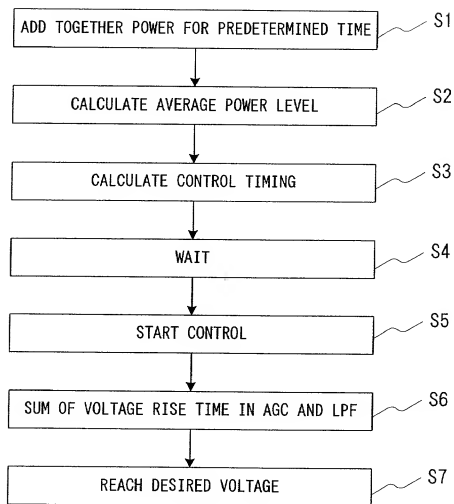 ADD TOGETHER POWER FOR PREDETERMINED TIME S1
CALCULATE AVERAGE POWER LEVEL S2
CALCULATE CONTROL TIMING S3
WAIT S4
START CONTROL S5
SUM OF VOLTAGE RISE TIME IN AGC AND LPF S6
REACH DESIRED VOLTAGE S7